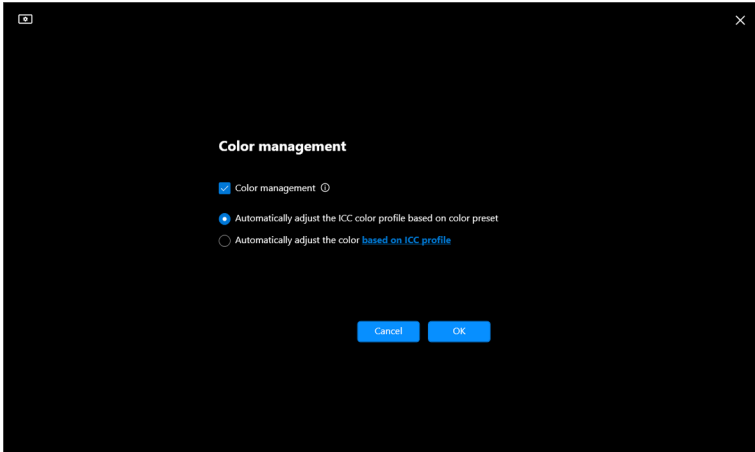 Color management
Color management
Automatically adjust the ICC color profile based on color preset
Automatically adjust the color based on ICC profile
Cancel
OK